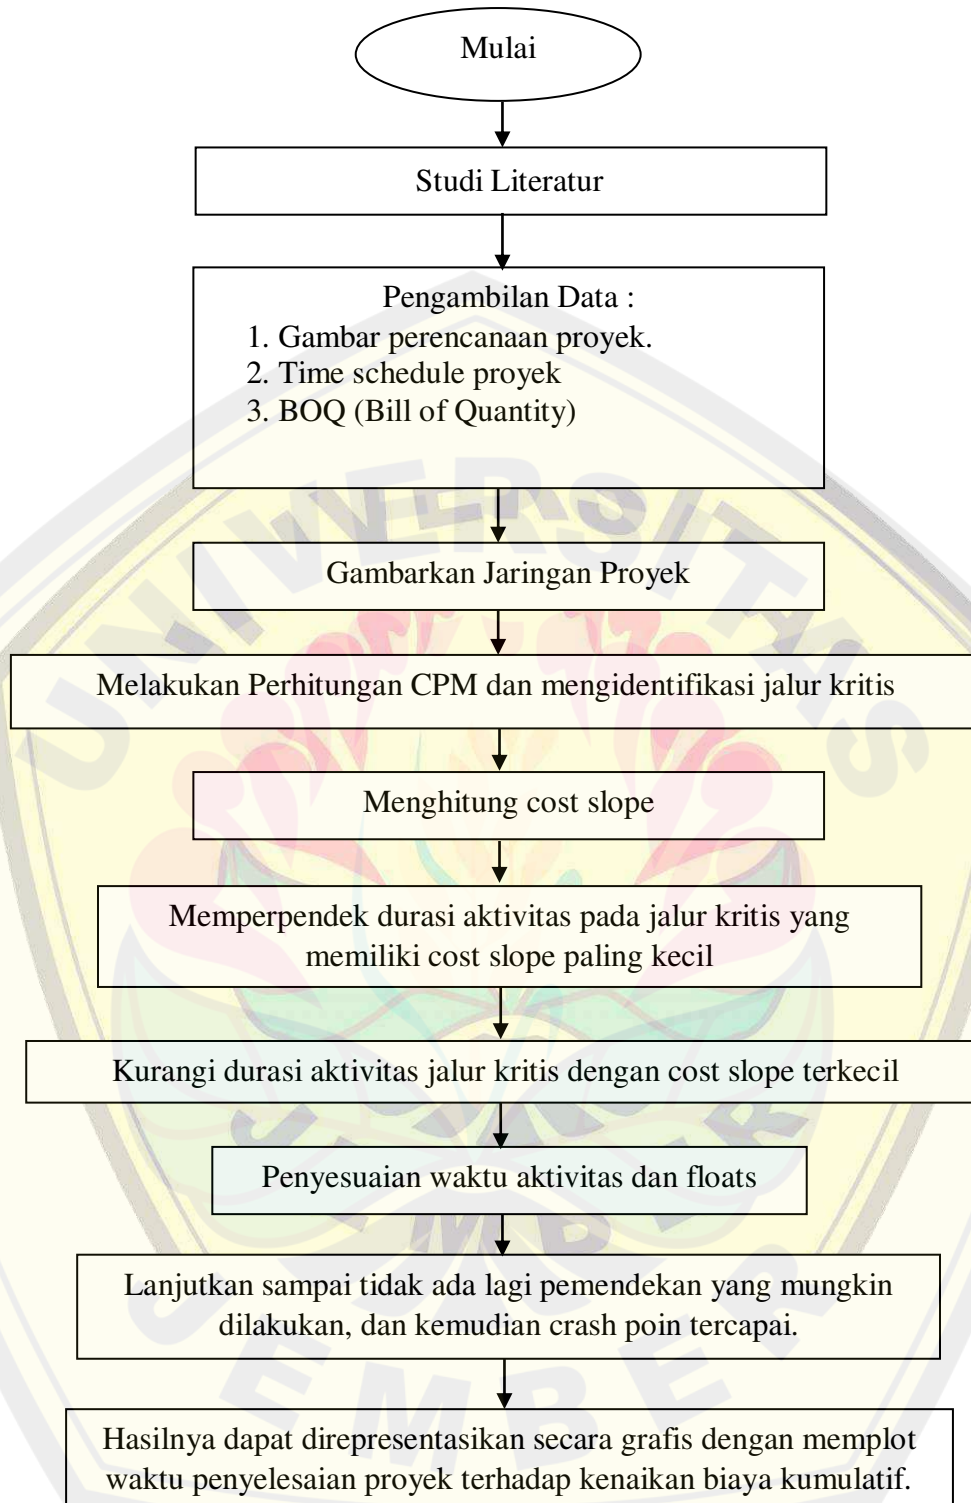 Mulai
Studi Literatur
Pengambilan Data :
1. Gambar perencanaan proyek.
2. Time schedule proyek
3. BOQ (Bill of Quantity)
Gambarkan Jaringan Proyek
Melakukan Perhitungan CPM dan mengidentifikasi jalur kritis
Menghitung cost slope
Memperpendek durasi aktivitas pada jalur kritis yang
memiliki cost slope paling kecil
Kurangi durasi aktivitas jalur kritis dengan cost slope terkecil
Penyesuaian waktu aktivitas dan floats
Lanjutkan sampai tidak ada lagi pemendekan yang mungkin
dilakukan, dan kemudian crash poin tercapai.
Hasilnya dapat direpresentasikan secara grafis dengan memplot
waktu penyelesaian proyek terhadap kenaikan biaya kumulatif.
UNIVERSITAS
JEMBER